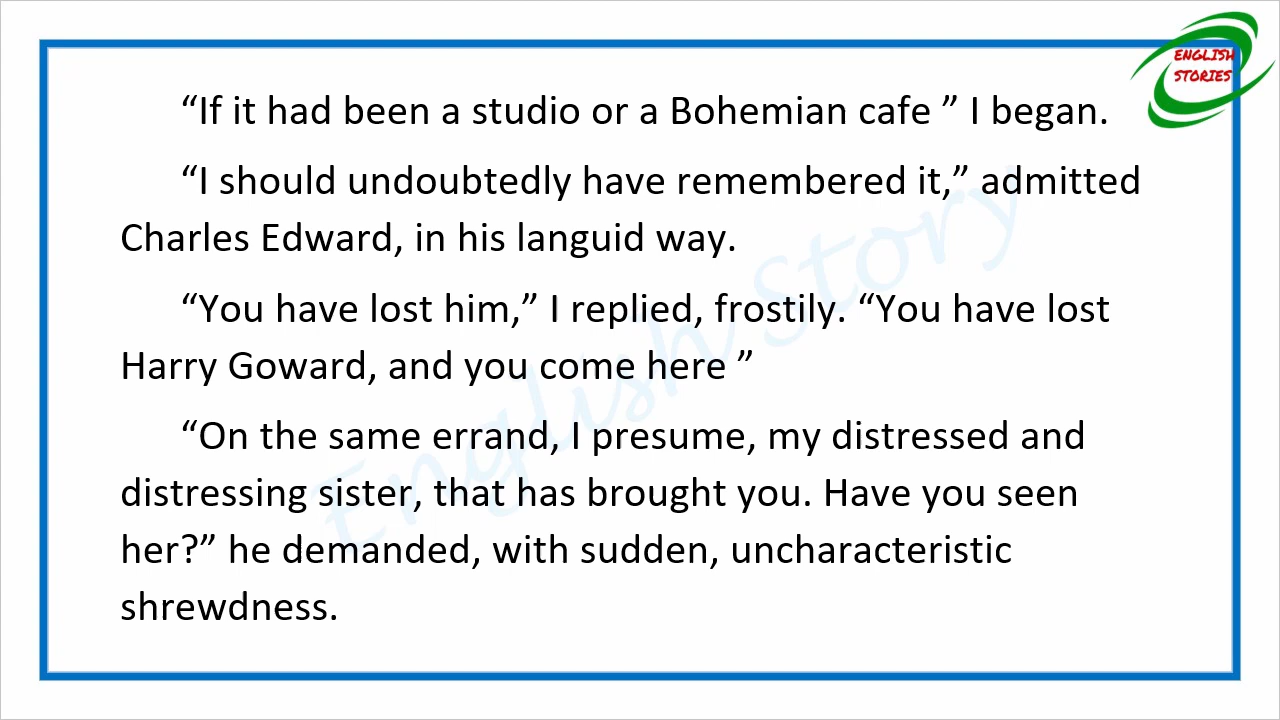 ENGLISH
STORIES
“If it had been a studio or a Bohemian cafe ” I began.
“I should undoubtedly have remembered it,” admitted
Charles Edward, in his languid way.
“You have lost him,” I replied, frostily. “You have lost
Harry Goward, and you come here ”
“On the same errand, I presume, my distressed and
distressing sister, that has brought you. Have you seen
her?” he demanded, with sudden, uncharacteristic
shrewdness.
English Story